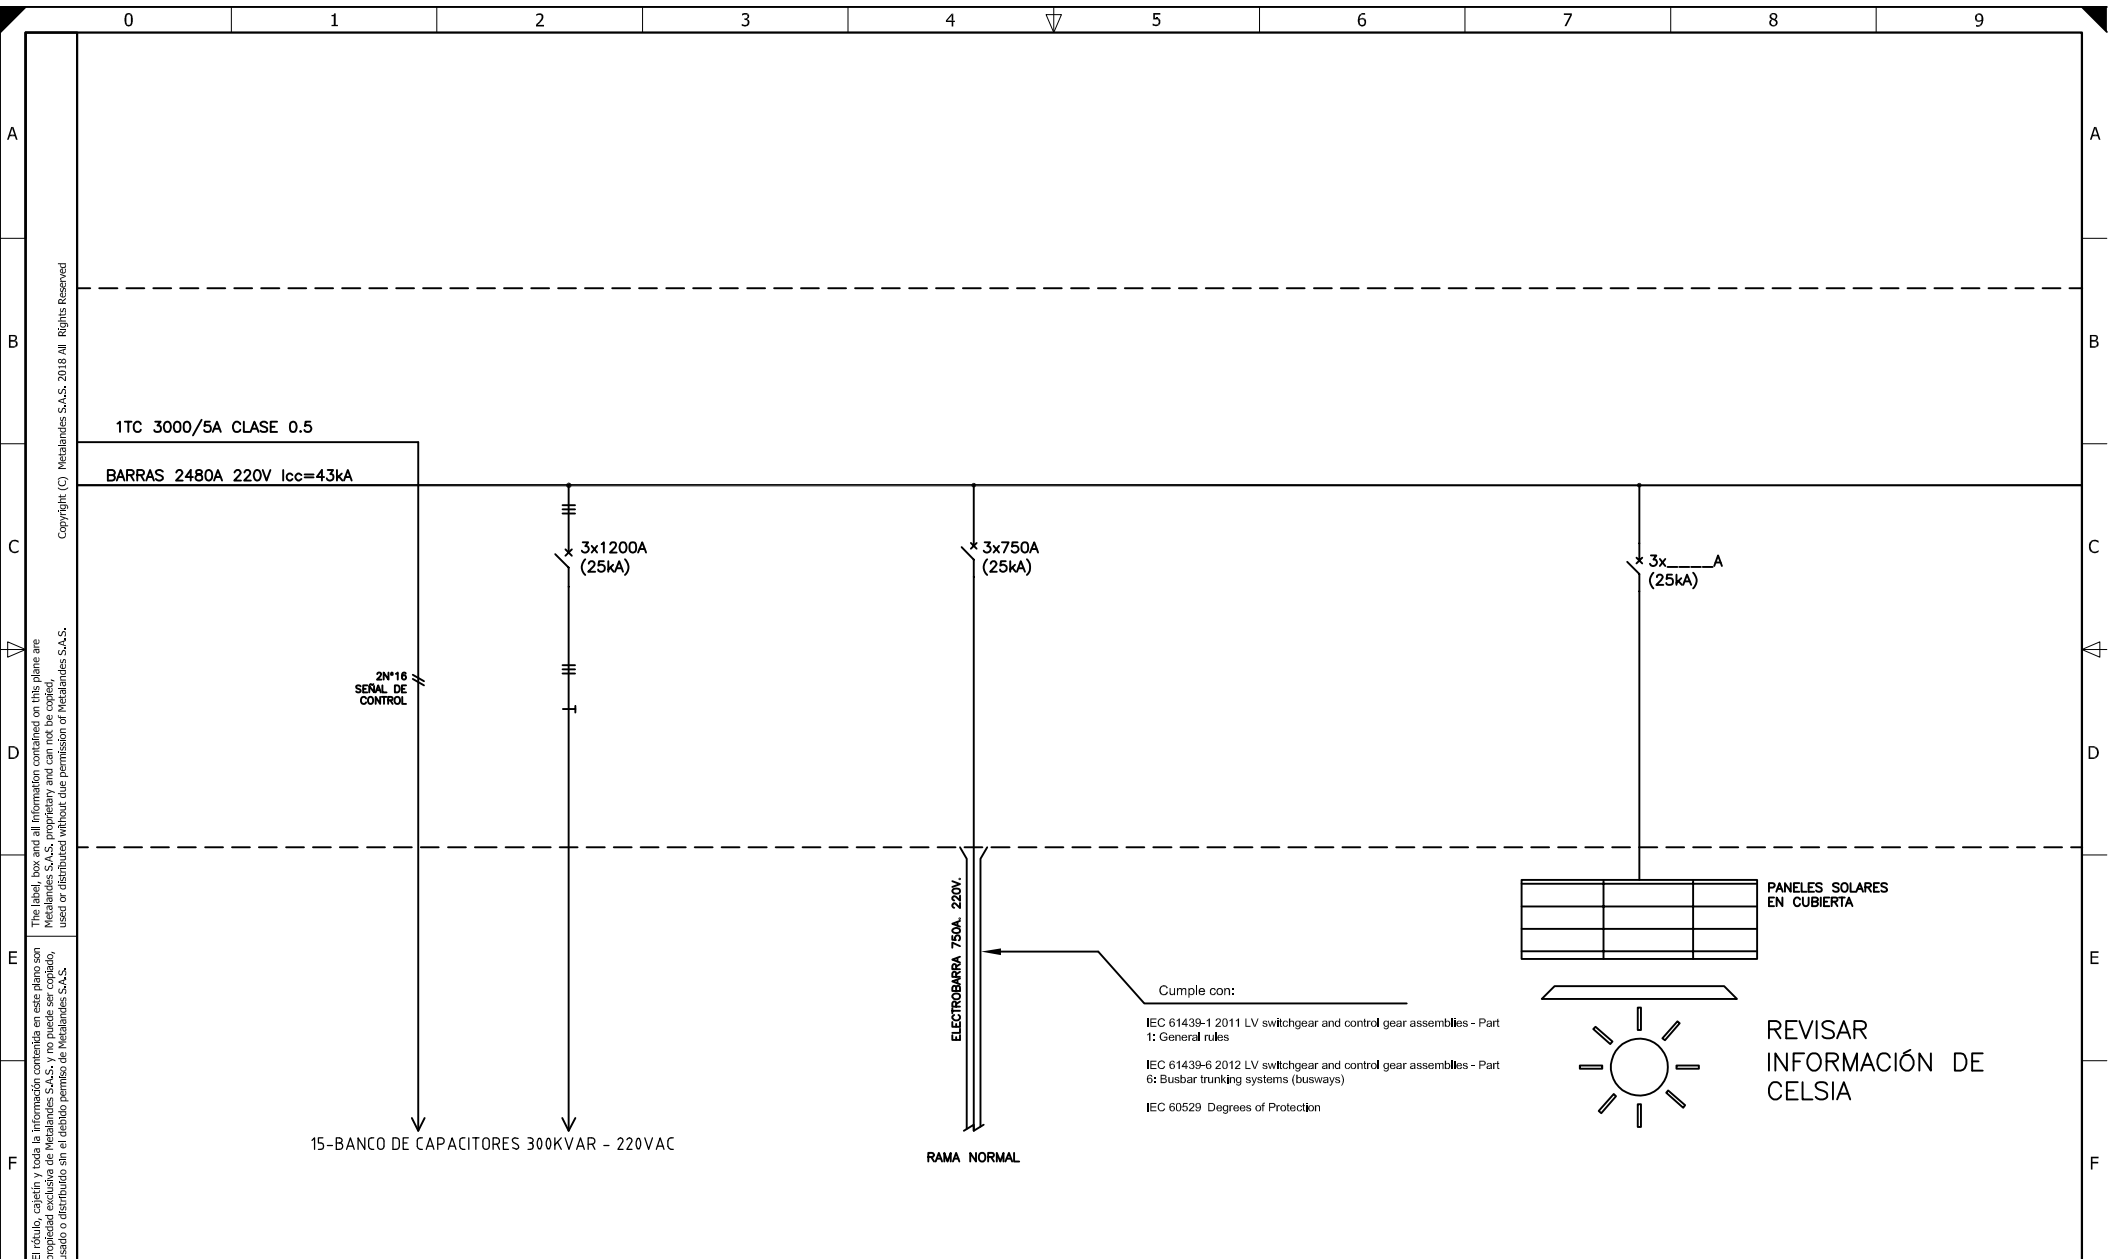 0 1 2 3 4 5 6 7 8 9
A A
B B
C C
D D
E E
F F
Copyright (C) Metalandes S.A.S. 2018 All Rights Reserved
The label, box and all information contained on this plane are
Metalandes S.A.S. proprietary and can not be copied,
used or distributed without due permission of Metalandes S.A.S.
El rótulo, cajetín y toda la información contenida en este plano son
propiedad exclusiva de Metalandes S.A.S. y no puede ser copiado,
usado o distribuído sin el debido permiso de Metalandes S.A.S.
1TC 3000/5A CLASE 0.5
BARRAS 2480A 220V Icc=43kA
3x1200A
(25kA)
3x750A
(25kA)
3x____A
(25kA)
2N°16
SEÑAL DE
CONTROL
ELECTROBARRA 750A. 220V.
PANELES SOLARES
EN CUBIERTA
Cumple con:
IEC 61439-1 2011 LV switchgear and control gear assemblies - Part
1: General rules
IEC 61439-6 2012 LV switchgear and control gear assemblies - Part
6: Busbar trunking systems (busways)
IEC 60529 Degrees of Protection
REVISAR
INFORMACIÓN DE
CELSIA
15-BANCO DE CAPACITORES 300KVAR - 220VAC
RAMA NORMAL